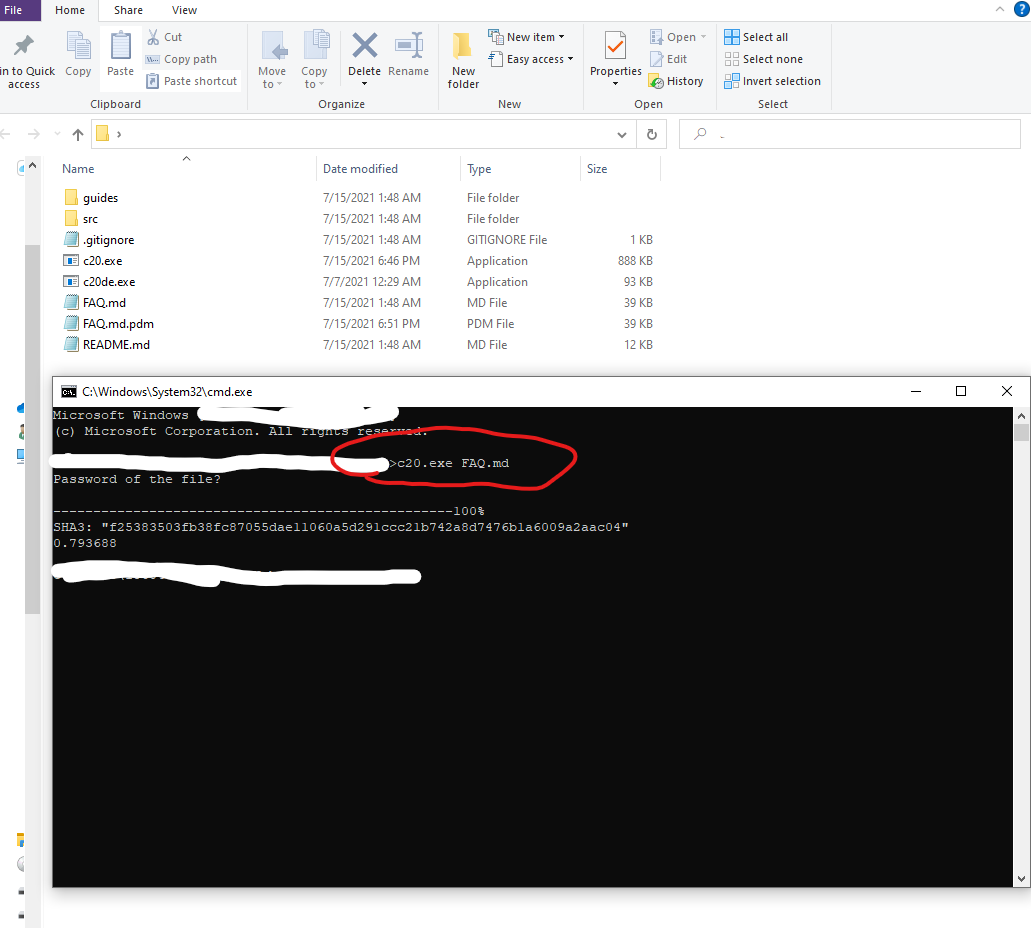 File Home Share View
in to Quick access
Copy
Paste
Cut
Copy path
Paste shortcut
Clipboard
Move to
Copy to
Delete
Rename
Organize
New folder
New item
Easy access
New
Properties
Open
Edit
History
Open
Select all
Select none
Invert selection
Select
Name Date modified Type Size
guides 7/15/2021 1:48 AM File folder
src 7/15/2021 1:48 AM File folder
.gitignore 7/15/2021 1:48 AM GITIGNORE File 1 KB
c20.exe 7/15/2021 6:46 PM Application 888 KB
c20de.exe 7/7/2021 12:29 AM Application 93 KB
FAQ.md 7/15/2021 1:48 AM MD File 39 KB
FAQ.md.pdm 7/15/2021 6:51 PM PDM File 39 KB
README.md 7/15/2021 1:48 AM MD File 12 KB
C:\Windows\System32\cmd.exe
Microsoft Windows
(c) Microsoft Corporation. All rights reserved.
>c20.exe FAQ.md
Password of the file?
--------------------------------------------------100%
SHA3: "f25383503fb38fc87055dae11060a5d291ccc21b742a8d7476b1a6009a2aac04"
0.793688